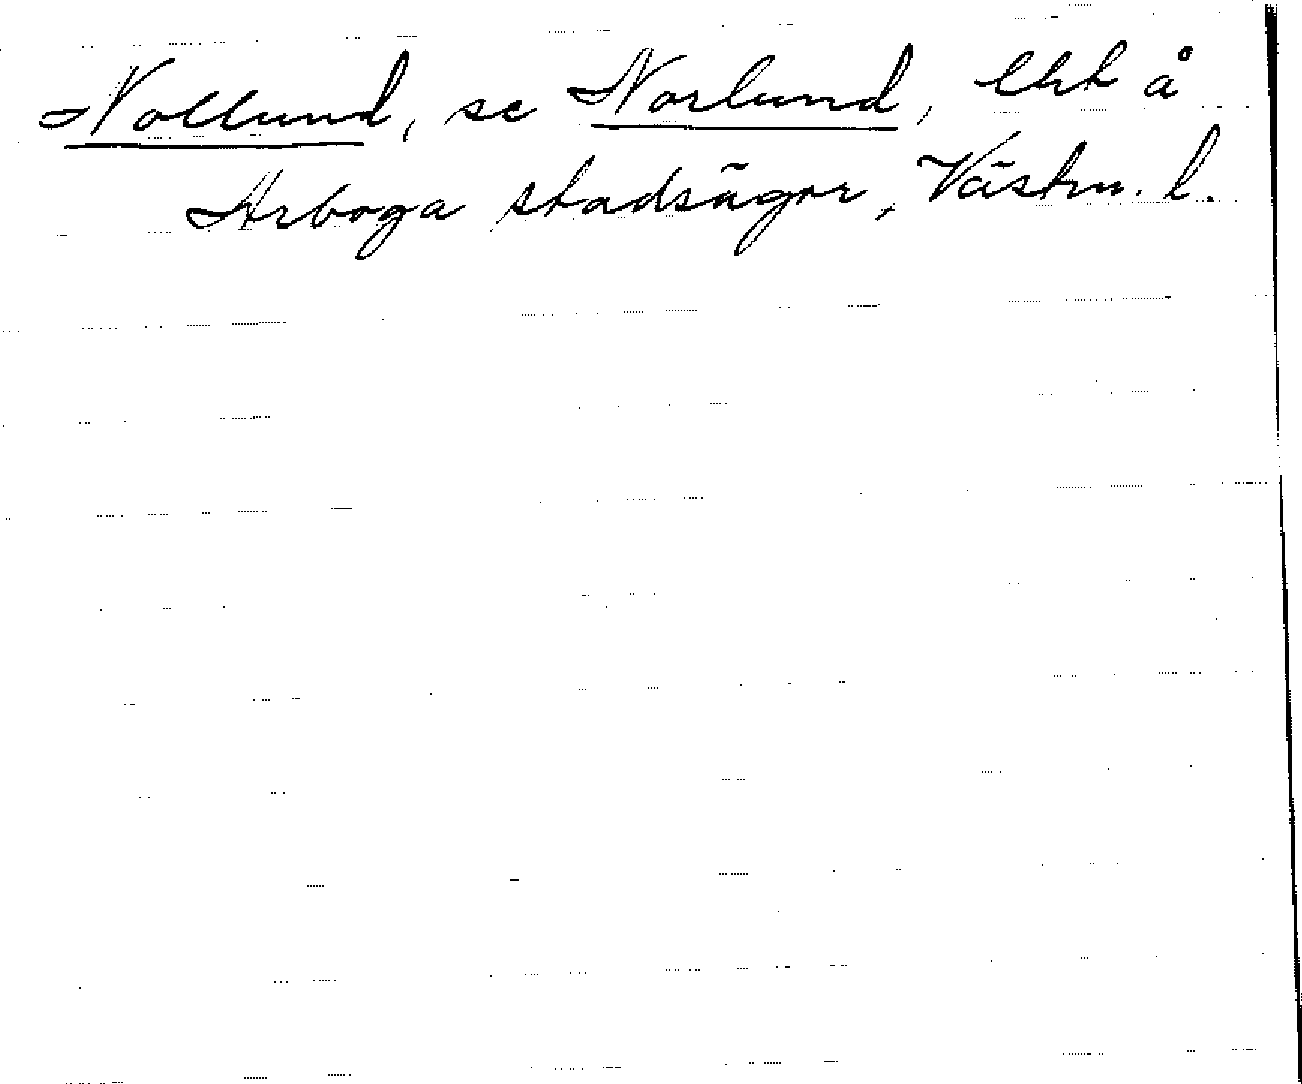 Nollund, se Norlund, lht å
Arboga stadsägor, Västm. l.